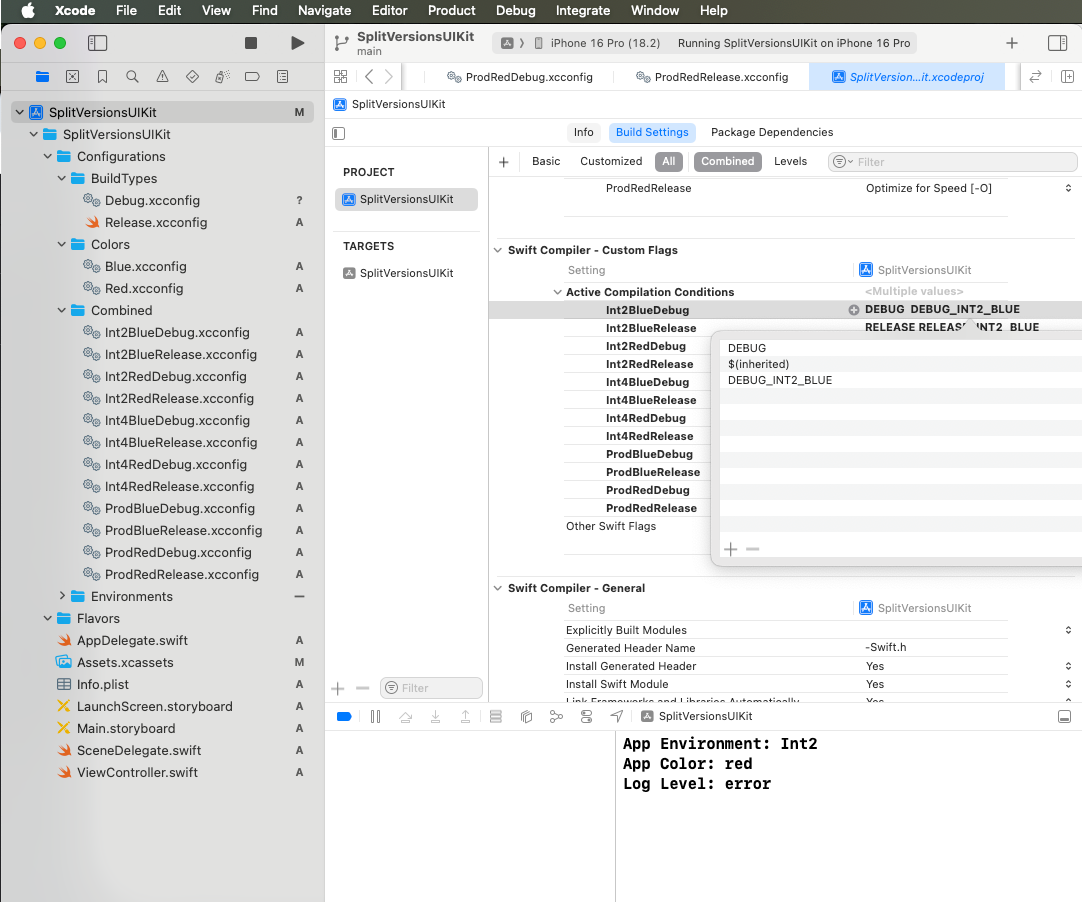 Xcode File Edit View Find Navigate Editor Product Debug Integrate Window Help
SplitVersionsUIKit
main
iPhone 16 Pro (18.2) Running SplitVersionsUIKit on iPhone 16 Pro
ProdRedDebug.xcconfig ProdRedRelease.xcconfig SplitVersion...it.xcodeproj
SplitVersionsUIKit
SplitVersionsUIKit M
SplitVersionsUIKit
Configurations
BuildTypes
Debug.xcconfig ?
Release.xcconfig A
Colors
Blue.xcconfig A
Red.xcconfig A
Combined
Int2BlueDebug.xcconfig A
Int2BlueRelease.xcconfig A
Int2RedDebug.xcconfig A
Int2RedRelease.xcconfig A
Int4BlueDebug.xcconfig A
Int4BlueRelease.xcconfig A
Int4RedDebug.xcconfig A
Int4RedRelease.xcconfig A
ProdBlueDebug.xcconfig A
ProdBlueRelease.xcconfig A
ProdRedDebug.xcconfig A
ProdRedRelease.xcconfig A
Environments
Flavors
AppDelegate.swift A
Assets.xcassets M
Info.plist A
LaunchScreen.storyboard A
Main.storyboard A
SceneDelegate.swift A
ViewController.swift A
Info Build Settings Package Dependencies
PROJECT
SplitVersionsUIKit
TARGETS
SplitVersionsUIKit
Filter
Basic Customized All Combined Levels Filter
ProdRedRelease Optimize for Speed [-O]
Swift Compiler - Custom Flags
Setting SplitVersionsUIKit
Active Compilation Conditions <Multiple values>
Int2BlueDebug DEBUG DEBUG_INT2_BLUE
Int2BlueRelease RELEASE RELEASE_INT2_BLUE
Int2RedDebug
Int2RedRelease
Int4BlueDebug
Int4BlueRelease
Int4RedDebug
Int4RedRelease
ProdBlueDebug
ProdBlueRelease
ProdRedDebug
ProdRedRelease
Other Swift Flags
DEBUG
$(inherited)
DEBUG_INT2_BLUE
Swift Compiler - General
Setting SplitVersionsUIKit
Explicitly Built Modules
Generated Header Name -Swift.h
Install Generated Header Yes
Install Swift Module Yes
Link Frameworks and Libraries Automatically Yes
SplitVersionsUIKit
App Environment: Int2
App Color: red
Log Level: error